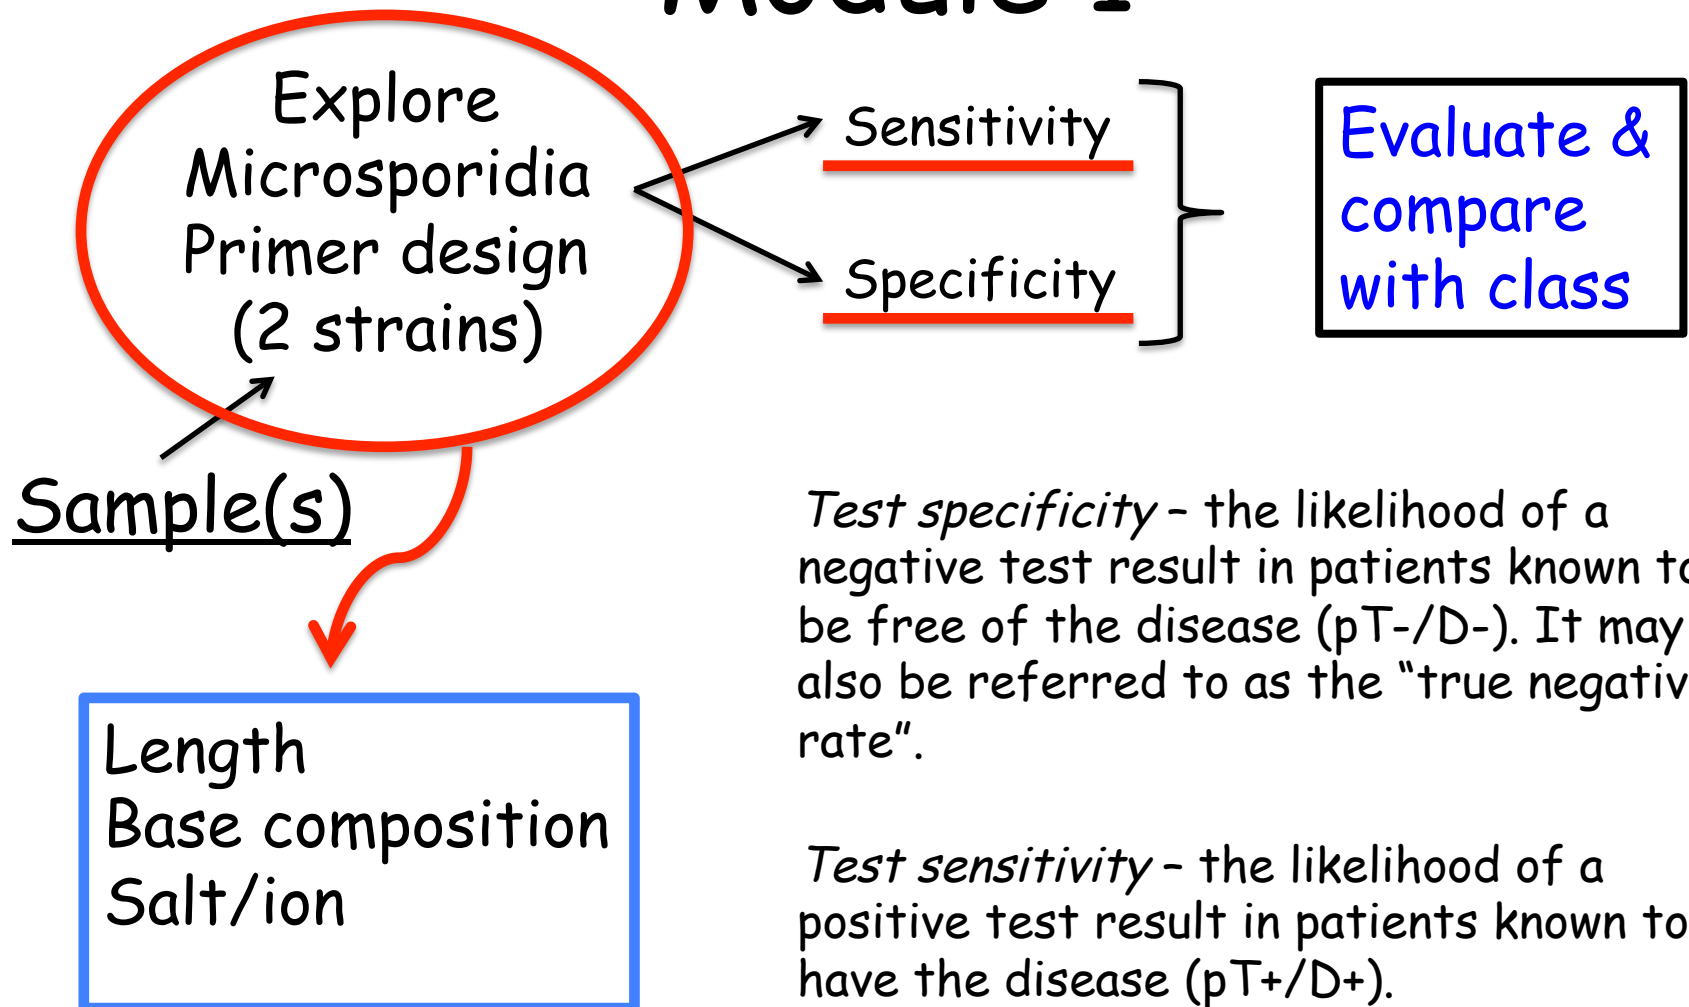 Module 1
Explore
Microsporidia
Primer design
(2 strains)
Sensitivity
Specificity
Evaluate &
compare
with class
Sample(s)
Length
Base composition
Salt/ion
Test specificity – the likelihood of a
negative test result in patients known to
be free of the disease (pT-/D-). It may
also be referred to as the “true negativ
rate”.
Test sensitivity – the likelihood of a
positive test result in patients known to
have the disease (pT+/D+).